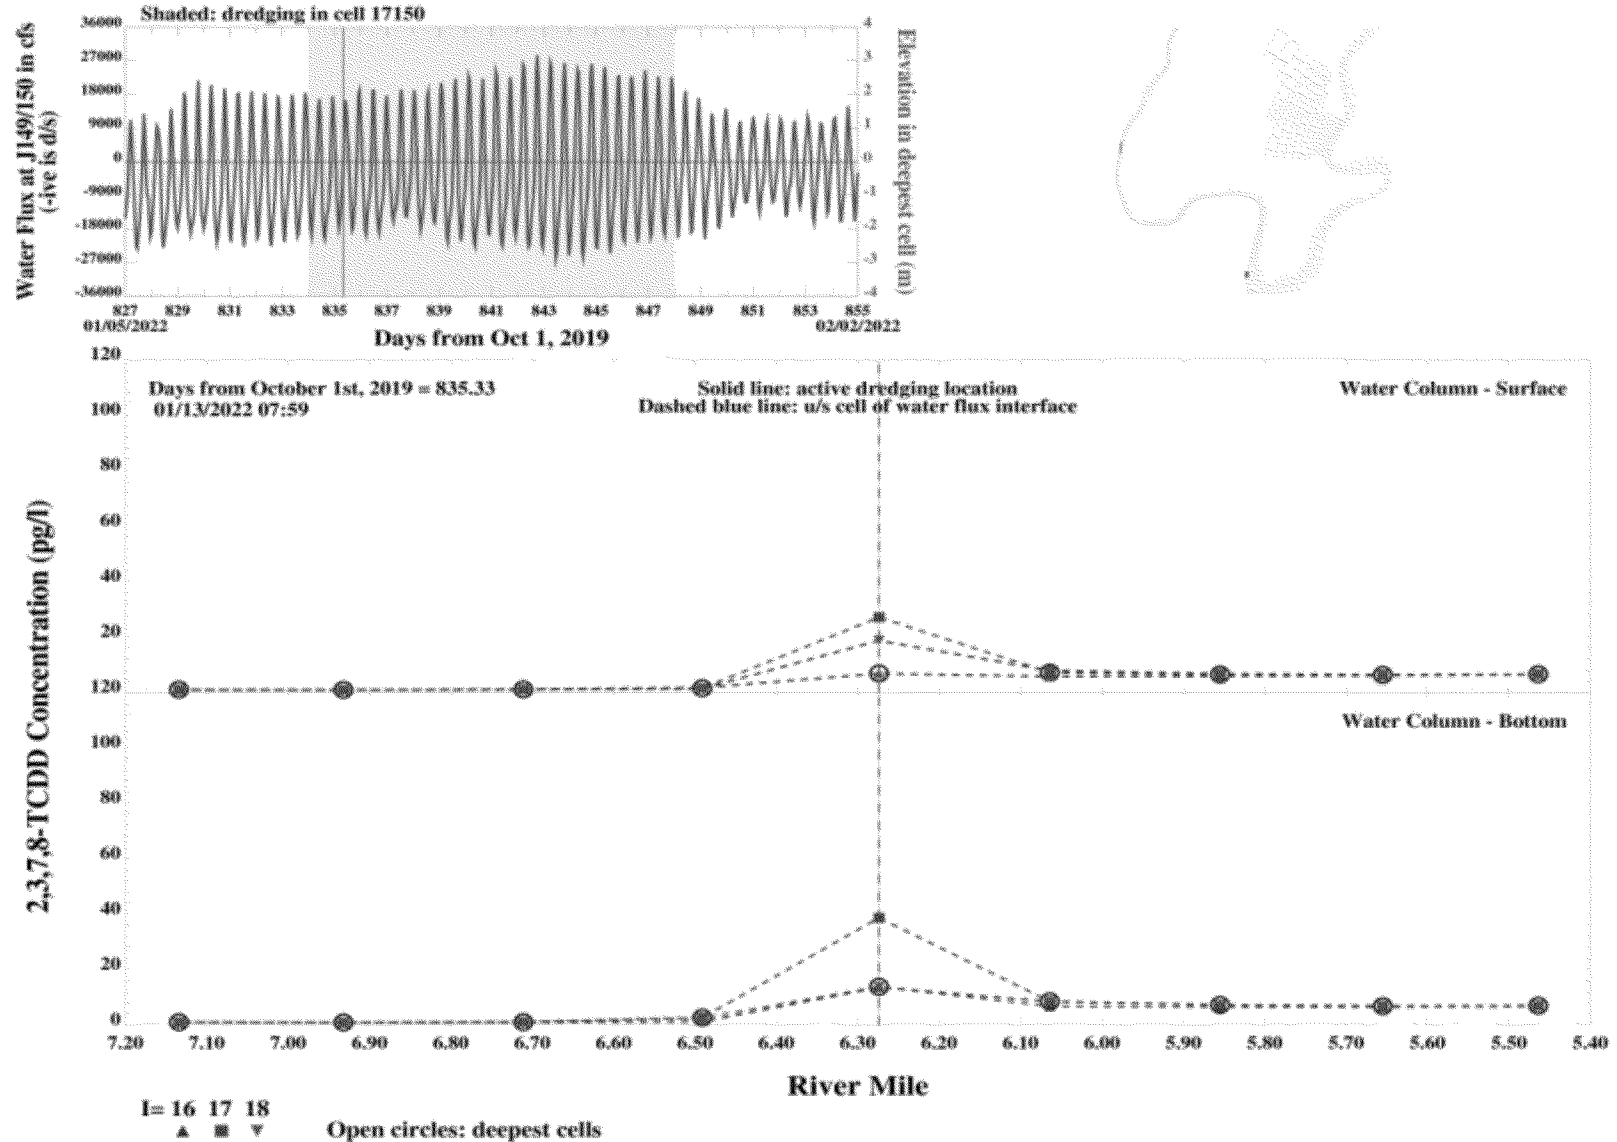 Shaded: dredging in cell 17150
Water Flux at J149/150 in cfs
(-ive is d/s)
36000
27000
18000
9000
0
-9000
-18000
-27000
-36000
4
3
2
1
0
-1
-2
-3
-4
Elevation in deepest cell (m)
827 829 831 833 835 837 839 841 843 845 847 849 851 853 855
01/05/2022 02/02/2022
Days from Oct 1, 2019
2,3,7,8-TCDD Concentration (pg/l)
120
Days from October 1st, 2019 = 835.33
01/13/2022 07:59
Solid line: active dredging location
Dashed blue line: u/s cell of water flux interface
Water Column - Surface
100
80
60
40
20
120
Water Column - Bottom
100
80
60
40
20
0
7.20 7.10 7.00 6.90 6.80 6.70 6.60 6.50 6.40 6.30 6.20 6.10 6.00 5.90 5.80 5.70 5.60 5.50 5.40
River Mile
I= 16 17 18
Open circles: deepest cells